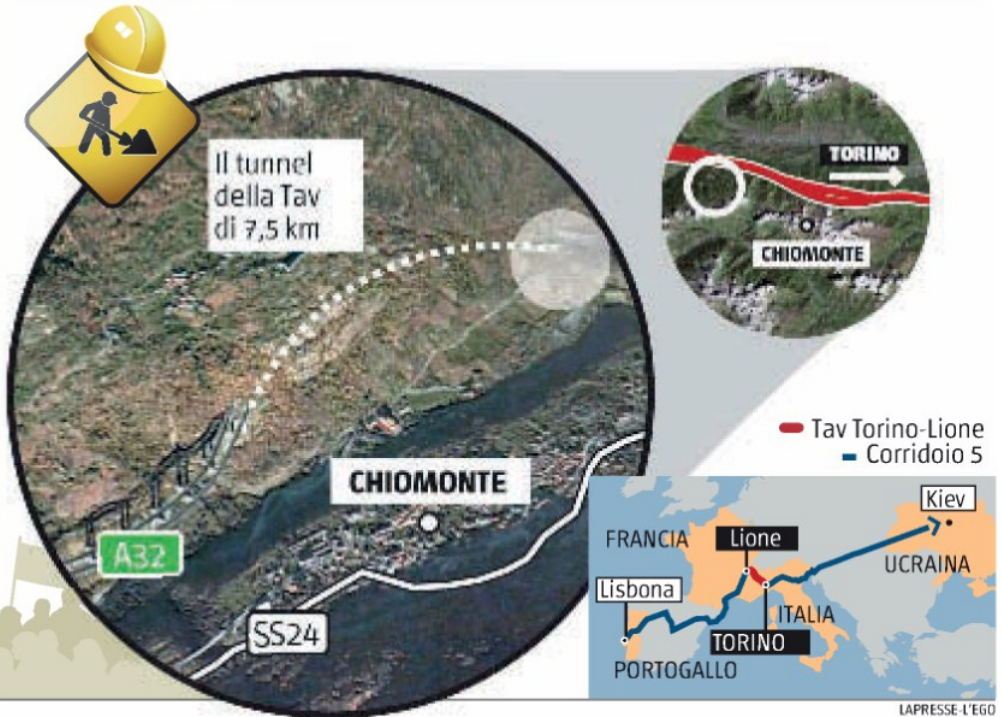 Il tunnel
della Tav
di 7,5 km
TORINO
CHIOMONTE
CHIOMONTE
A32
SS24
Tav Torino-Lione
Corridoio 5
Kiev
FRANCIA
Lione
UCRAINA
Lisbona
ITALIA
TORINO
PORTOGALLO
LAPRESSE-L'EGO